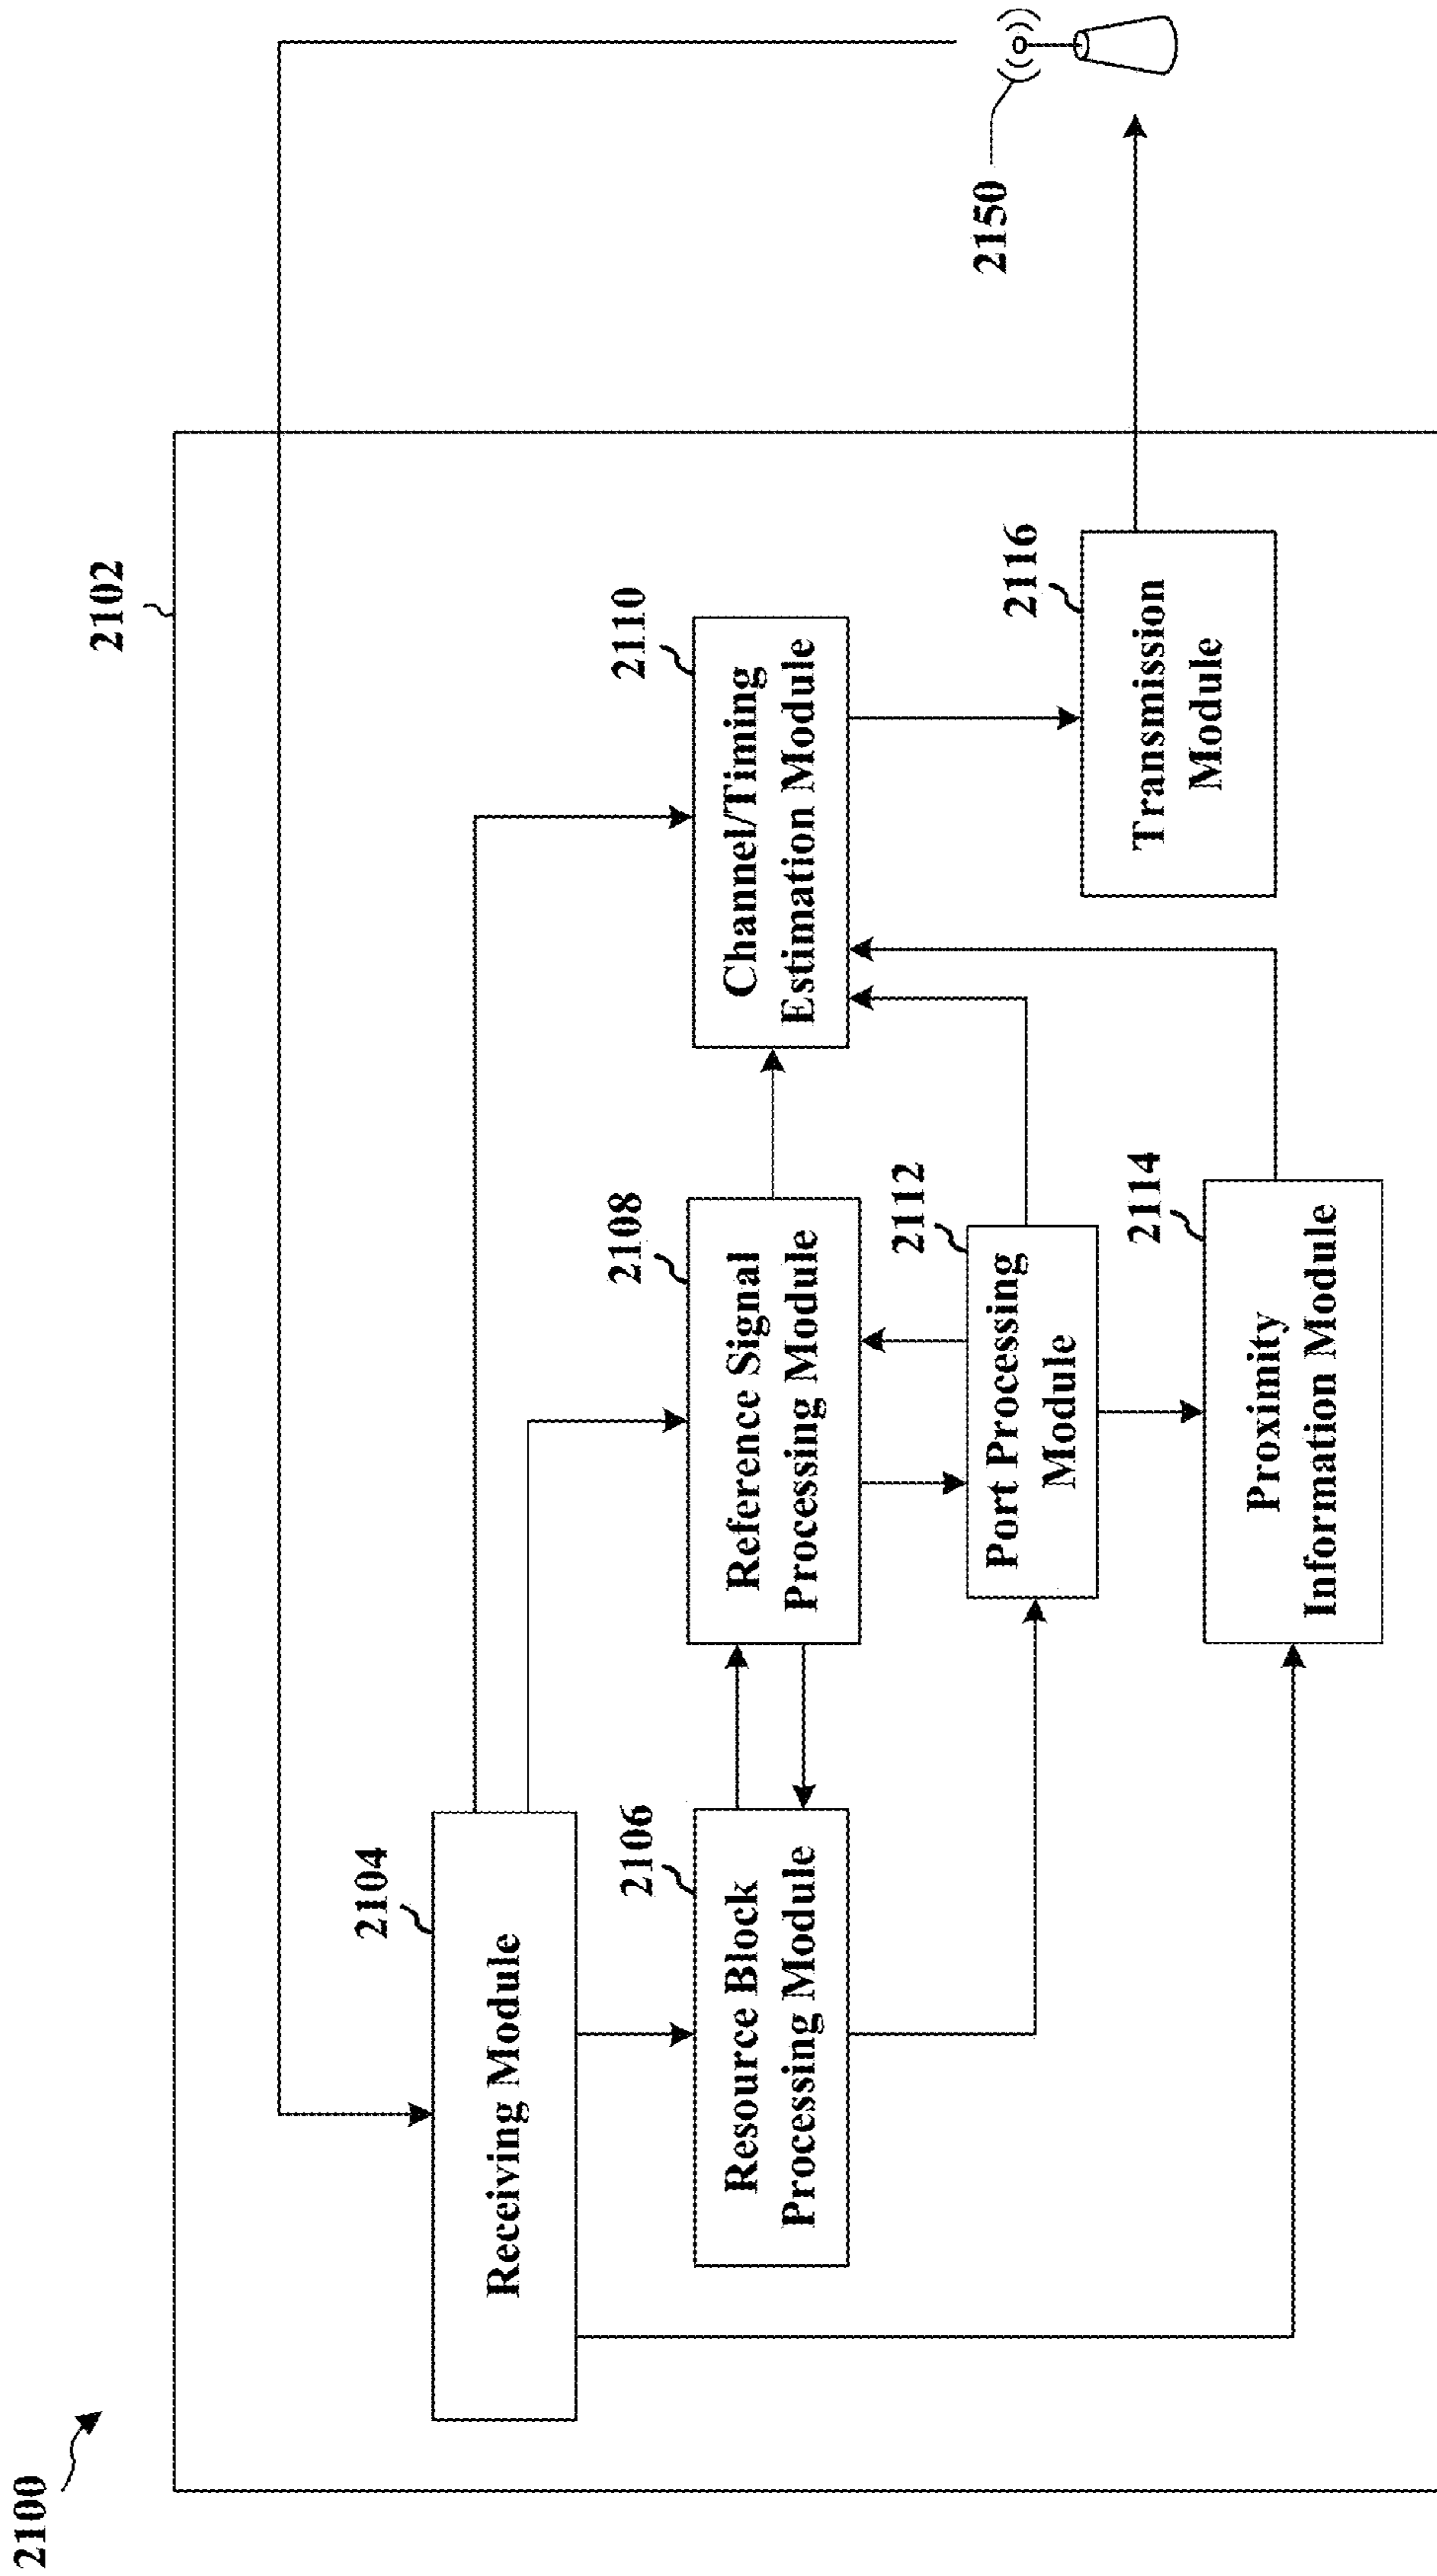 2100
2102
2104
Receiving Module
2106
Resource Block
Processing Module
2108
Reference Signal
Processing Module
2110
Channel/Timing
Estimation Module
2112
Port Processing
Module
2114
Proximity
Information Module
2116
Transmission
Module
2150